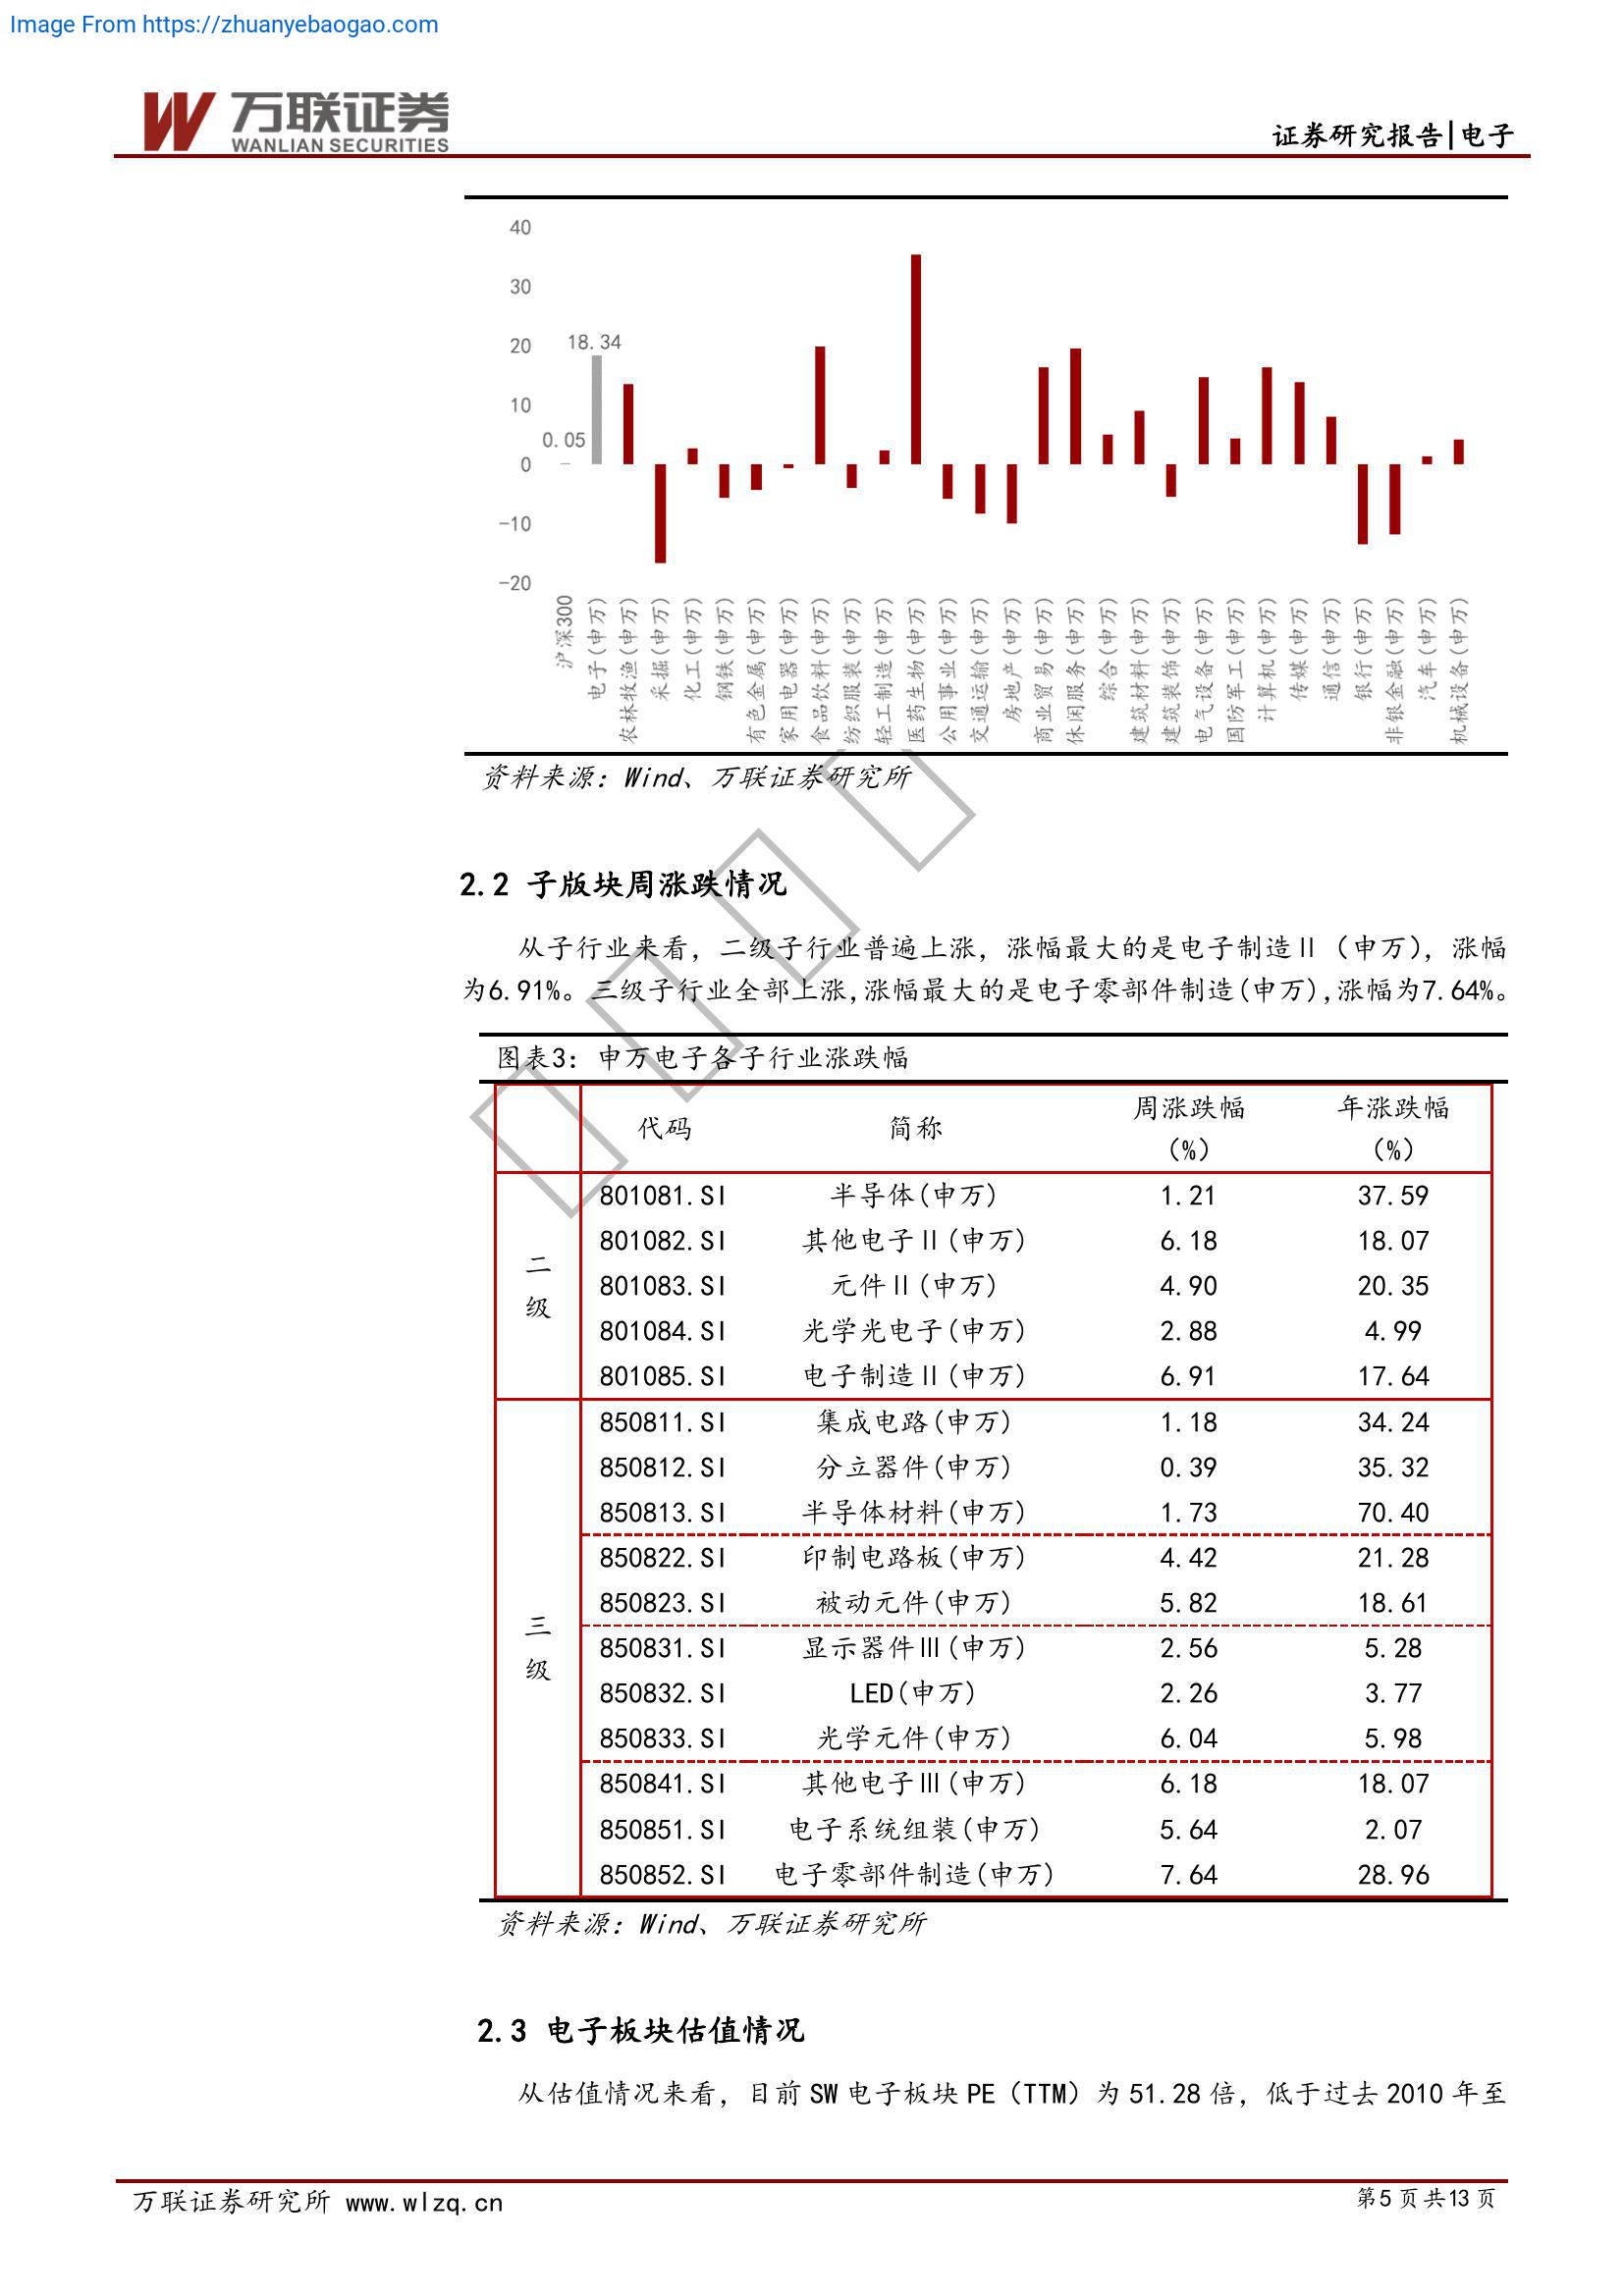 Image From https://zhuanyebaogao.com
万联证券
WANLIAN SECURITIES
证券研究报告|电子
40
30
20
10
0
-10
-20
18.34
0.05
沪深300
电子(申万)
农林牧渔(申万)
采掘(申万)
化工(申万)
钢铁(申万)
有色金属(申万)
家用电器(申万)
食品饮料(申万)
纺织服装(申万)
轻工制造(申万)
医药生物(申万)
公用事业(申万)
交通运输(申万)
房地产(申万)
商业贸易(申万)
休闲服务(申万)
综合(申万)
建筑材料(申万)
建筑装饰(申万)
电气设备(申万)
国防军工(申万)
计算机(申万)
传媒(申万)
通信(申万)
银行(申万)
非银金融(申万)
汽车(申万)
机械设备(申万)
资料来源：Wind、万联证券研究所
2.2 子版块周涨跌情况
从子行业来看，二级子行业普遍上涨，涨幅最大的是电子制造Ⅱ（申万），涨幅
为6.91%。三级子行业全部上涨,涨幅最大的是电子零部件制造(申万),涨幅为7.64%。
图表3：申万电子各子行业涨跌幅
代码 简称 周涨跌幅(%) 年涨跌幅(%)
二级
801081.SI 半导体(申万) 1.21 37.59
801082.SI 其他电子Ⅱ(申万) 6.18 18.07
801083.SI 元件Ⅱ(申万) 4.90 20.35
801084.SI 光学光电子(申万) 2.88 4.99
801085.SI 电子制造Ⅱ(申万) 6.91 17.64
三级
850811.SI 集成电路(申万) 1.18 34.24
850812.SI 分立器件(申万) 0.39 35.32
850813.SI 半导体材料(申万) 1.73 70.40
850822.SI 印制电路板(申万) 4.42 21.28
850823.SI 被动元件(申万) 5.82 18.61
850831.SI 显示器件Ⅲ(申万) 2.56 5.28
850832.SI LED(申万) 2.26 3.77
850833.SI 光学元件(申万) 6.04 5.98
850841.SI 其他电子Ⅲ(申万) 6.18 18.07
850851.SI 电子系统组装(申万) 5.64 2.07
850852.SI 电子零部件制造(申万) 7.64 28.96
资料来源：Wind、万联证券研究所
2.3 电子板块估值情况
从估值情况来看，目前 SW 电子板块 PE（TTM）为 51.28 倍，低于过去 2010 年至
万联证券研究所 www.wlzq.cn
第5页共13页